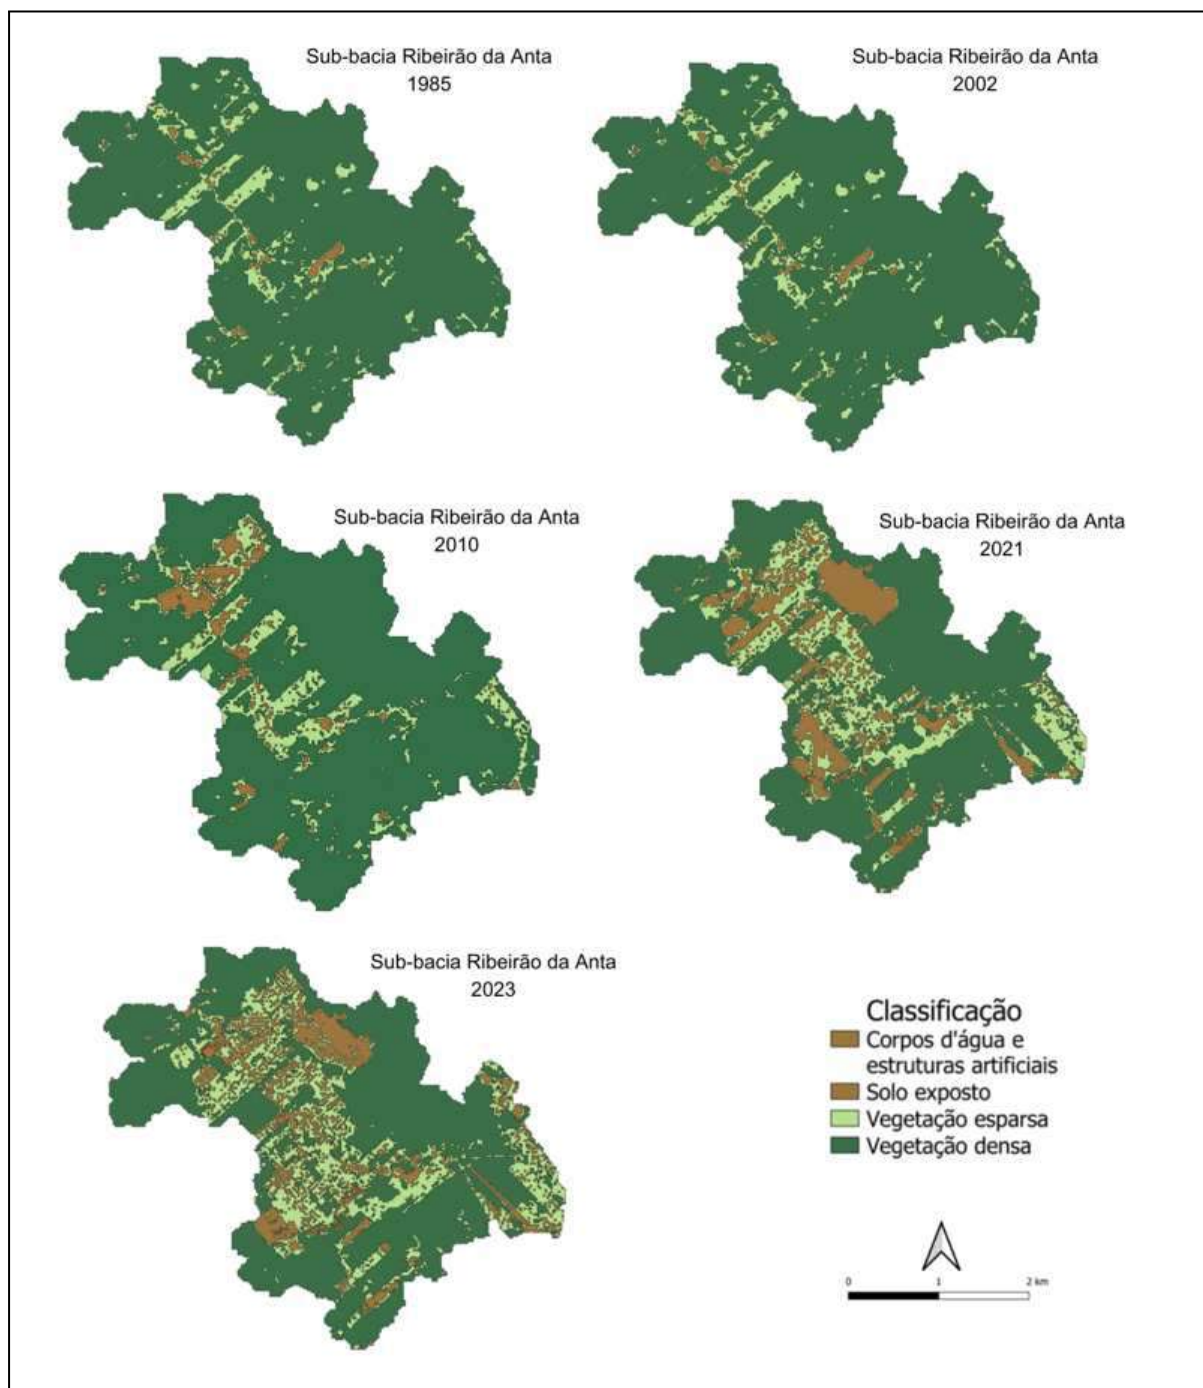 Sub-bacia Ribeirão da Anta
1985
Sub-bacia Ribeirão da Anta
2002
Sub-bacia Ribeirão da Anta
2010
Sub-bacia Ribeirão da Anta
2021
Sub-bacia Ribeirão da Anta
2023
Classificação
Corpos d'água e
estruturas artificiais
Solo exposto
Vegetação esparsa
Vegetação densa
0 1 2 km